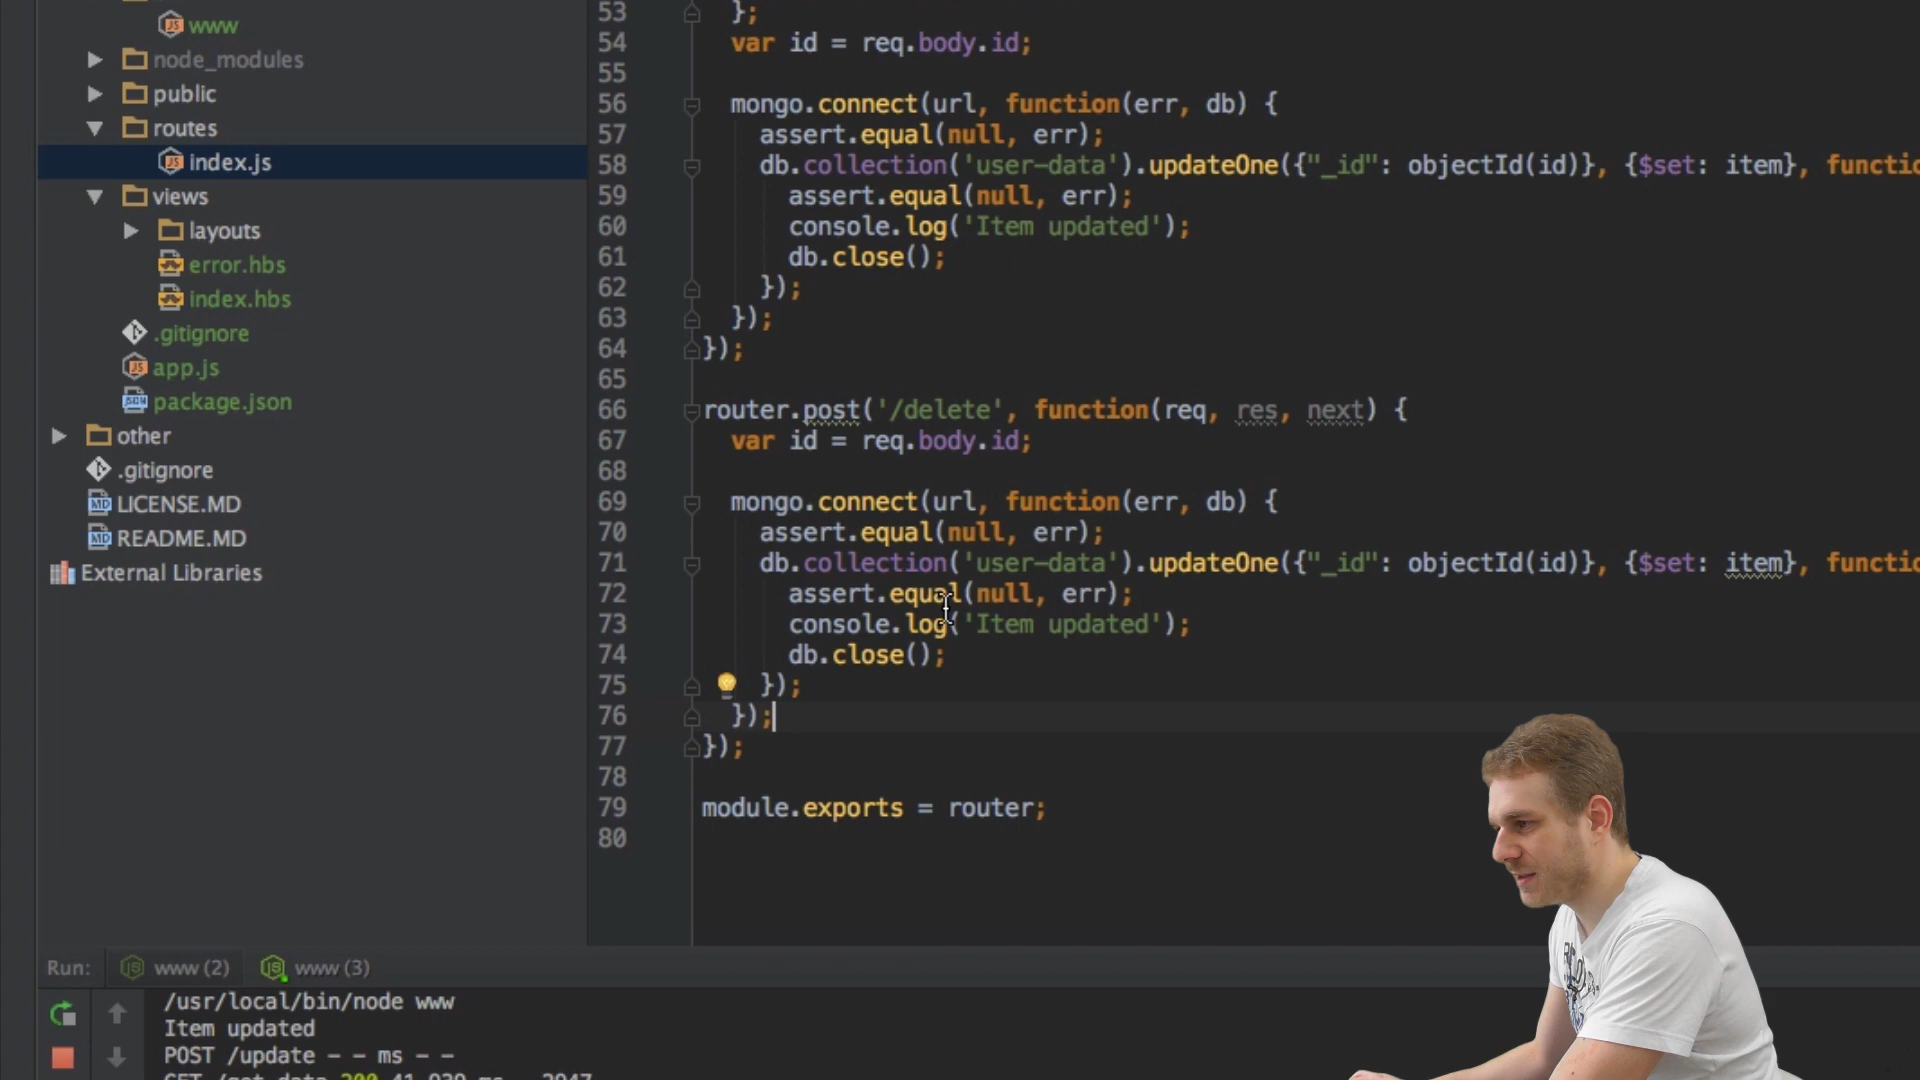 www
node_modules
public
routes
index.js
views
layouts
error.hbs
index.hbs
.gitignore
app.js
package.json
other
.gitignore
LICENSE.MD
README.MD
External Libraries
53 };
54 var id = req.body.id;
55
56 mongo.connect(url, function(err, db) {
57 assert.equal(null, err);
58 db.collection('user-data').updateOne({"_id": objectId(id)}, {$set: item}, functio
59 assert.equal(null, err);
60 console.log('Item updated');
61 db.close();
62 });
63 });
64 });
65
66 router.post('/delete', function(req, res, next) {
67 var id = req.body.id;
68
69 mongo.connect(url, function(err, db) {
70 assert.equal(null, err);
71 db.collection('user-data').updateOne({"_id": objectId(id)}, {$set: item}, functio
72 assert.equal(null, err);
73 console.log('Item updated');
74 db.close();
75 });
76 });
77 });
78
79 module.exports = router;
80
Run: www (2) www (3)
/usr/local/bin/node www
Item updated
POST /update - - ms - -